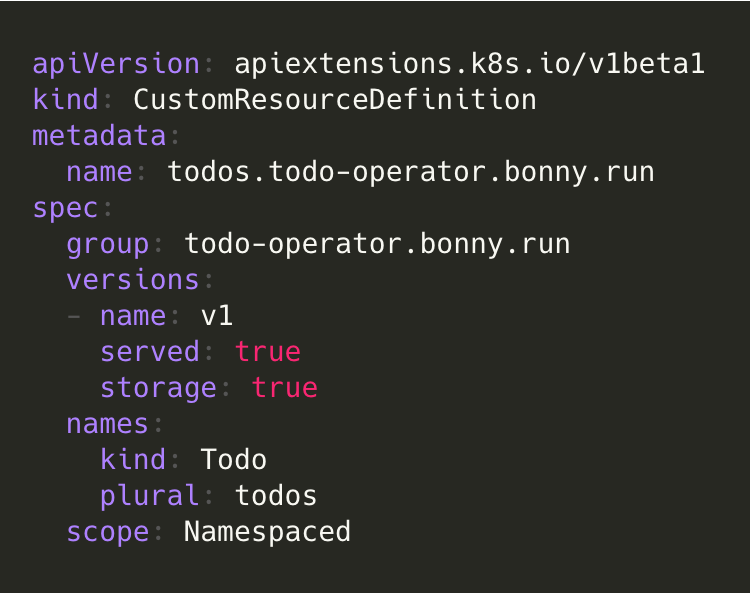 apiVersion: apiextensions.k8s.io/v1beta1
kind: CustomResourceDefinition
metadata:
  name: todos.todo-operator.bonny.run
spec:
  group: todo-operator.bonny.run
  versions:
  - name: v1
    served: true
    storage: true
  names:
    kind: Todo
    plural: todos
  scope: Namespaced